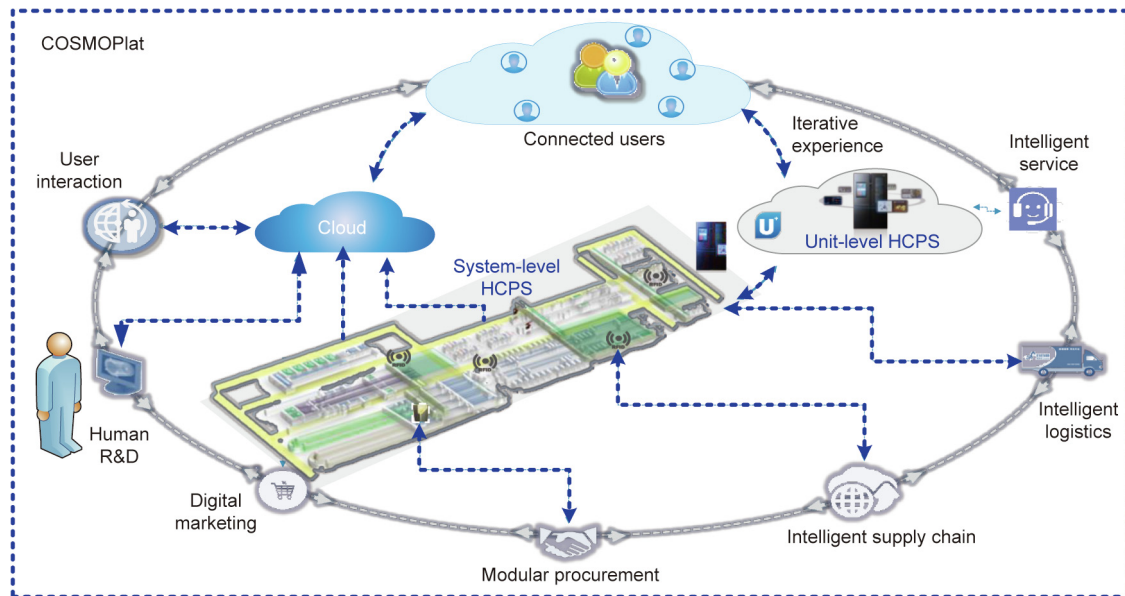 COSMOPlat
Connected users
Iterative
experience
Intelligent
service
User
interaction
Cloud
U+
Unit-level HCPS
System-level
HCPS
Human
R&D
Intelligent
logistics
Digital
marketing
Intelligent supply chain
Modular procurement